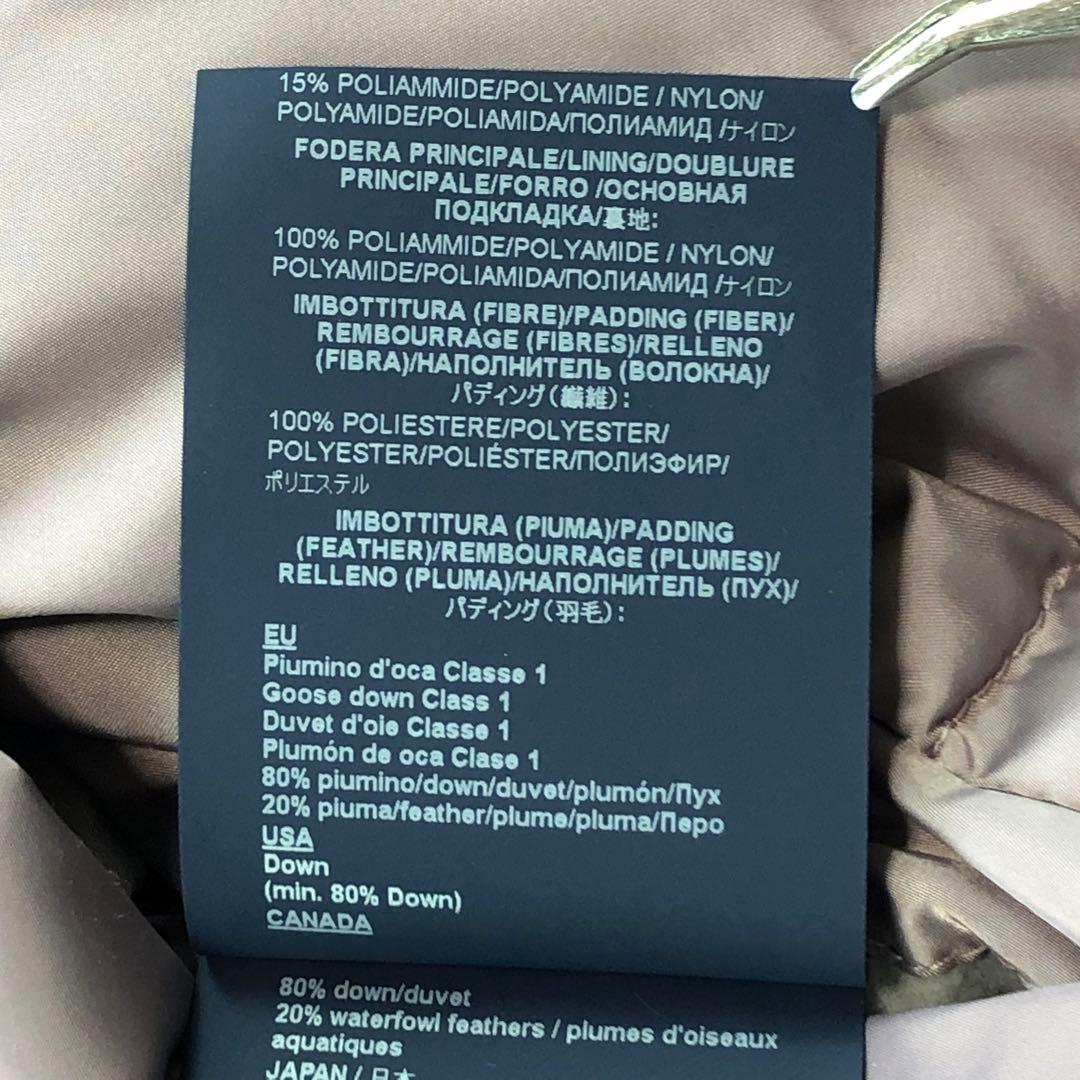 15% POLIAMMIDE/POLYAMIDE / NYLON/
POLYAMIDE/POLIAMIDA/ПОЛИАМИД /ナイロン
FODERA PRINCIPALE/LINING/DOUBLURE
PRINCIPALE/FORRO /ОСНОВНАЯ
ПОДКЛАДКА/裏地:
100% POLIAMMIDE/POLYAMIDE / NYLON/
POLYAMIDE/POLIAMIDA/ПОЛИАМИД /ナイロン
IMBOTTITURA (FIBRE)/PADDING (FIBER)/
REMBOURRAGE (FIBRES)/RELLENO
(FIBRA)/НАПОЛНИТЕЛЬ (ВОЛОКНА)/
パディング(繊維):
100% POLIESTERE/POLYESTER/
POLYESTER/POLIÉSTER/ПОЛИЭФИР/
ポリエステル
IMBOTTITURA (PIUMA)/PADDING
(FEATHER)/REMBOURRAGE (PLUMES)/
RELLENO (PLUMA)/НАПОЛНИТЕЛЬ (ПУХ)/
パディング(羽毛):
EU
Piumino d'oca Classe 1
Goose down Class 1
Duvet d'oie Classe 1
Plumón de oca Clase 1
80% piumino/down/duvet/plumón/Пух
20% piuma/feather/plume/pluma/Перо
USA
Down
(min. 80% Down)
CANADA
80% down/duvet
20% waterfowl feathers / plumes d'oiseaux
aquatiques
JAPAN / 日本